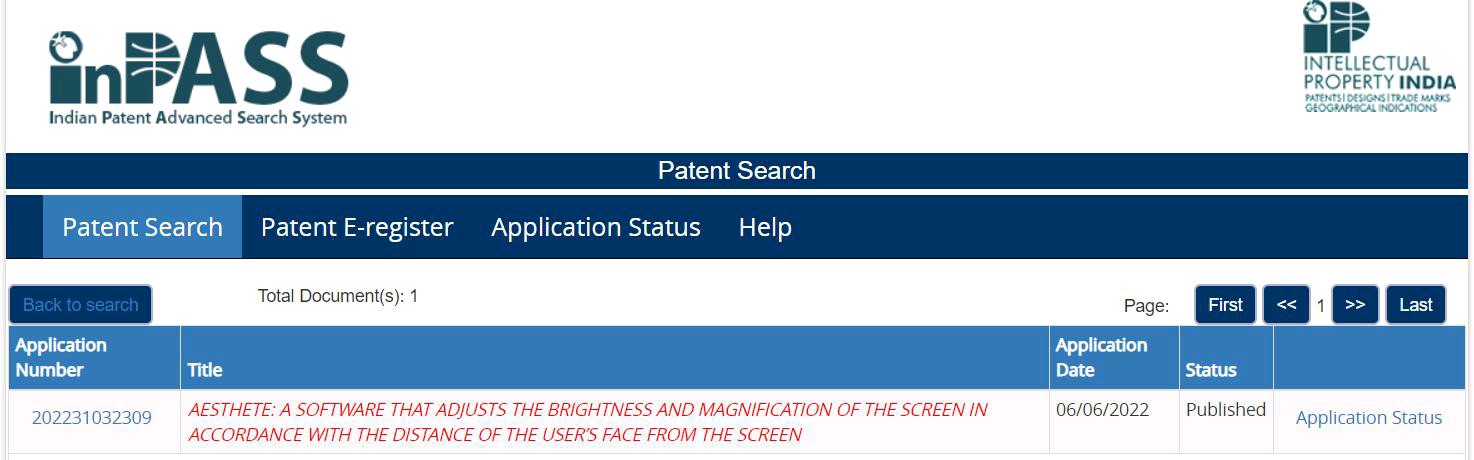 inPASS
Indian Patent Advanced Search System
iP
INTELLECTUAL
PROPERTY INDIA
PATENTS | DESIGNS | TRADE MARKS
GEOGRAPHICAL INDICATIONS
Patent Search
Patent Search Patent E-register Application Status Help
Back to search Total Document(s): 1 Page: First << 1 >> Last
Application Number Title Application Date Status
202231032309 AESTHETE: A SOFTWARE THAT ADJUSTS THE BRIGHTNESS AND MAGNIFICATION OF THE SCREEN IN 06/06/2022 Published Application Status
ACCORDANCE WITH THE DISTANCE OF THE USER'S FACE FROM THE SCREEN